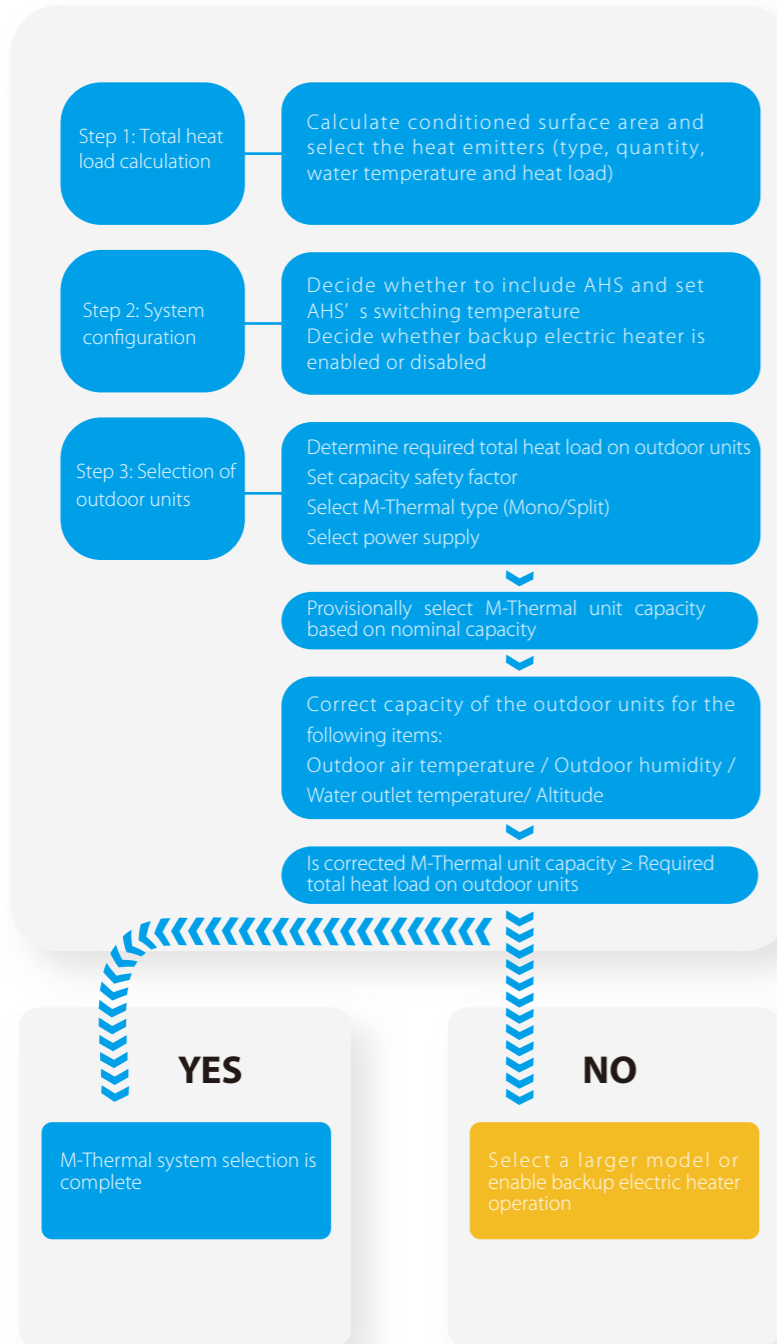 Step 1: Total heat
load calculation
Calculate conditioned surface area and
select the heat emitters (type, quantity,
water temperature and heat load)
Step 2: System
configuration
Decide whether to include AHS and set
AHS’ s switching temperature
Decide whether backup electric heater is
enabled or disabled
Step 3: Selection of
outdoor units
Determine required total heat load on outdoor units
Set capacity safety factor
Select M-Thermal type (Mono/Split)
Select power supply
Provisionally select M-Thermal unit capacity
based on nominal capacity
Correct capacity of the outdoor units for the
following items:
Outdoor air temperature / Outdoor humidity /
Water outlet temperature/ Altitude
Is corrected M-Thermal unit capacity ≥ Required
total heat load on outdoor units
YES
M-Thermal system selection is
complete
NO
Select a larger model or
enable backup electric heater
operation